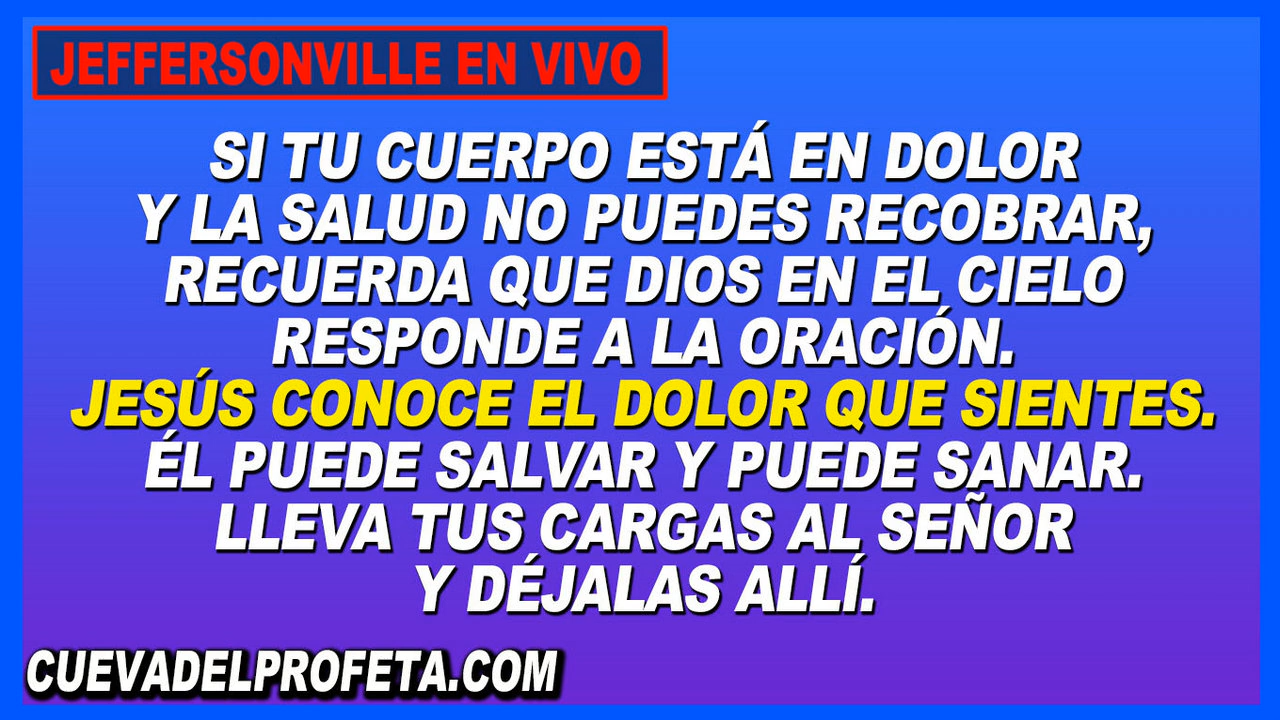 JEFFERSONVILLE EN VIVO
SI TU CUERPO ESTÁ EN DOLOR
Y LA SALUD NO PUEDES RECOBRAR,
RECUERDA QUE DIOS EN EL CIELO
RESPONDE A LA ORACIÓN.
JESÚS CONOCE EL DOLOR QUE SIENTES.
ÉL PUEDE SALVAR Y PUEDE SANAR.
LLEVA TUS CARGAS AL SEÑOR
Y DÉJALAS ALLÍ.
CUEVADELPROFETA.COM